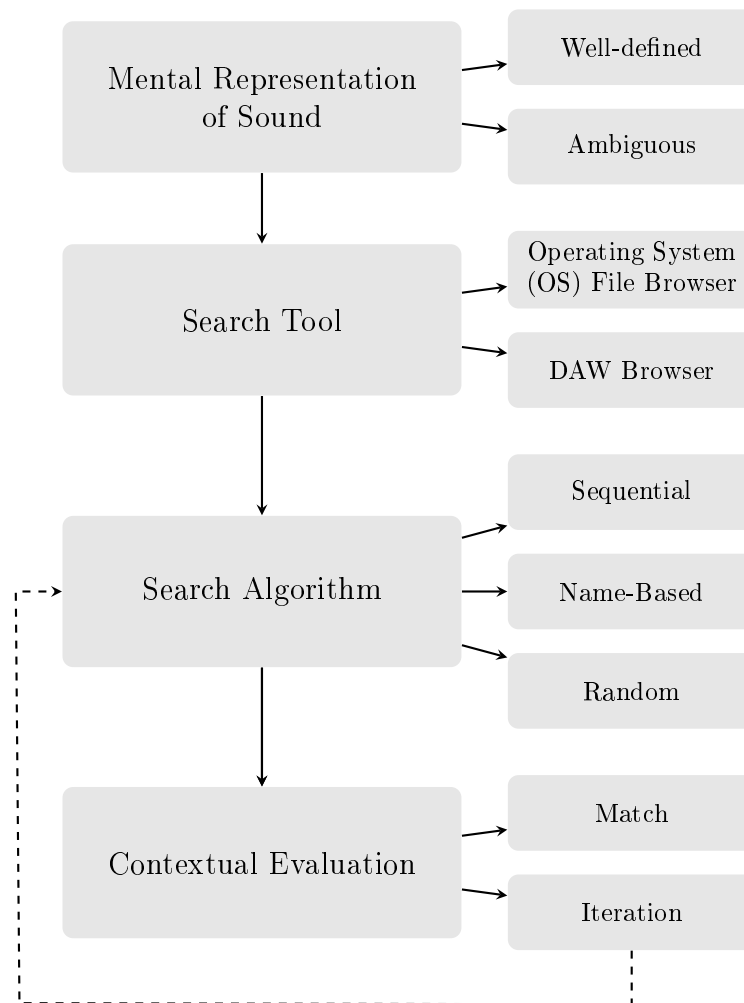 Mental Representation
of Sound
Well-defined
Ambiguous
Search Tool
Operating System
(OS) File Browser
DAW Browser
Search Algorithm
Sequential
Name-Based
Random
Contextual Evaluation
Match
Iteration